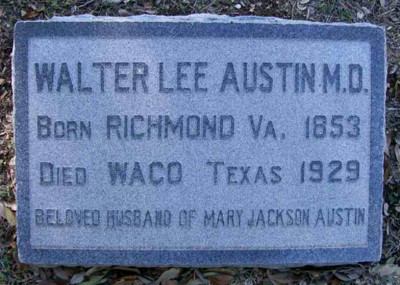 WALTER LEE AUSTIN M.D.
BORN RICHMOND VA. 1853
DIED WACO TEXAS 1929
BELOVED HUSBAND OF MARY JACKSON AUSTIN